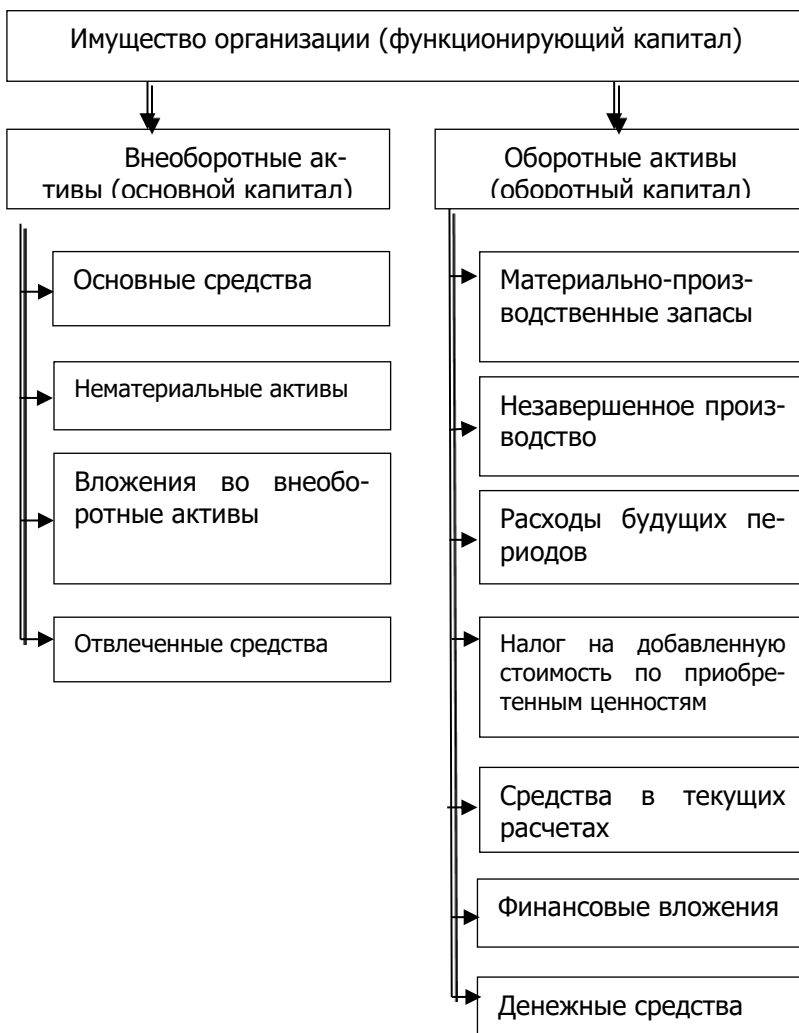 Имущество организации (функционирующий капитал)
Внеоборотные ак-
тивы (основной капитал)
Основные средства
Нематериальные активы
Вложения во внеобо-
ротные активы
Отвлеченные средства
Оборотные активы
(оборотный капитал)
Материально-произ-
водственные запасы
Незавершенное произ-
водство
Расходы будущих пе-
риодов
Налог на добавленную
стоимость по приобре-
тенным ценностям
Средства в текущих
расчетах
Финансовые вложения
Денежные средства